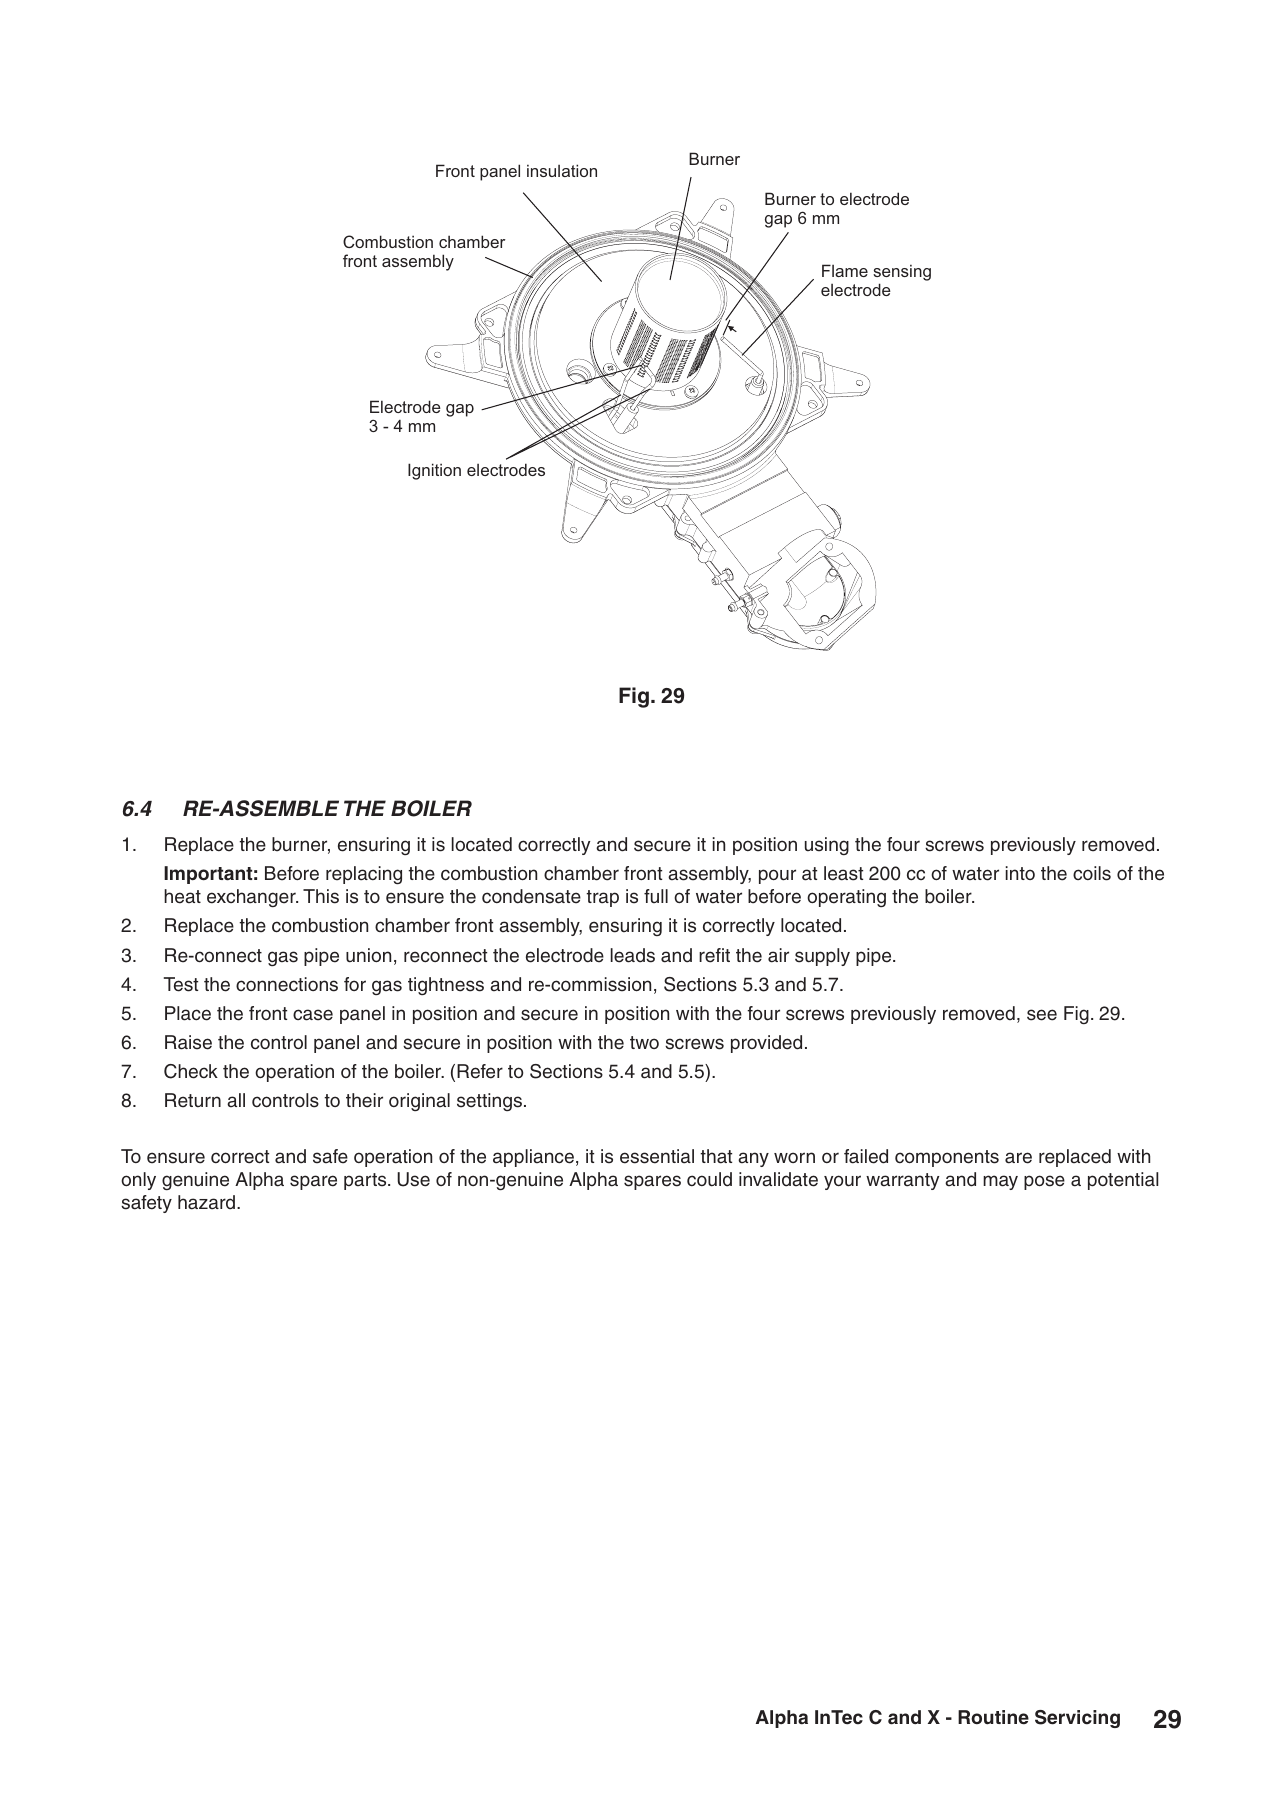 Front panel insulation
Burner
Burner to electrode
gap 6 mm
Combustion chamber
front assembly
Flame sensing
electrode
Electrode gap
3 - 4 mm
Ignition electrodes
Fig. 29
6.4 RE-ASSEMBLE THE BOILER
1. Replace the burner, ensuring it is located correctly and secure it in position using the four screws previously removed.
Important: Before replacing the combustion chamber front assembly, pour at least 200 cc of water into the coils of the
heat exchanger. This is to ensure the condensate trap is full of water before operating the boiler.
2. Replace the combustion chamber front assembly, ensuring it is correctly located.
3. Re-connect gas pipe union, reconnect the electrode leads and refit the air supply pipe.
4. Test the connections for gas tightness and re-commission, Sections 5.3 and 5.7.
5. Place the front case panel in position and secure in position with the four screws previously removed, see Fig. 29.
6. Raise the control panel and secure in position with the two screws provided.
7. Check the operation of the boiler. (Refer to Sections 5.4 and 5.5).
8. Return all controls to their original settings.
To ensure correct and safe operation of the appliance, it is essential that any worn or failed components are replaced with
only genuine Alpha spare parts. Use of non-genuine Alpha spares could invalidate your warranty and may pose a potential
safety hazard.
Alpha InTec C and X - Routine Servicing 29